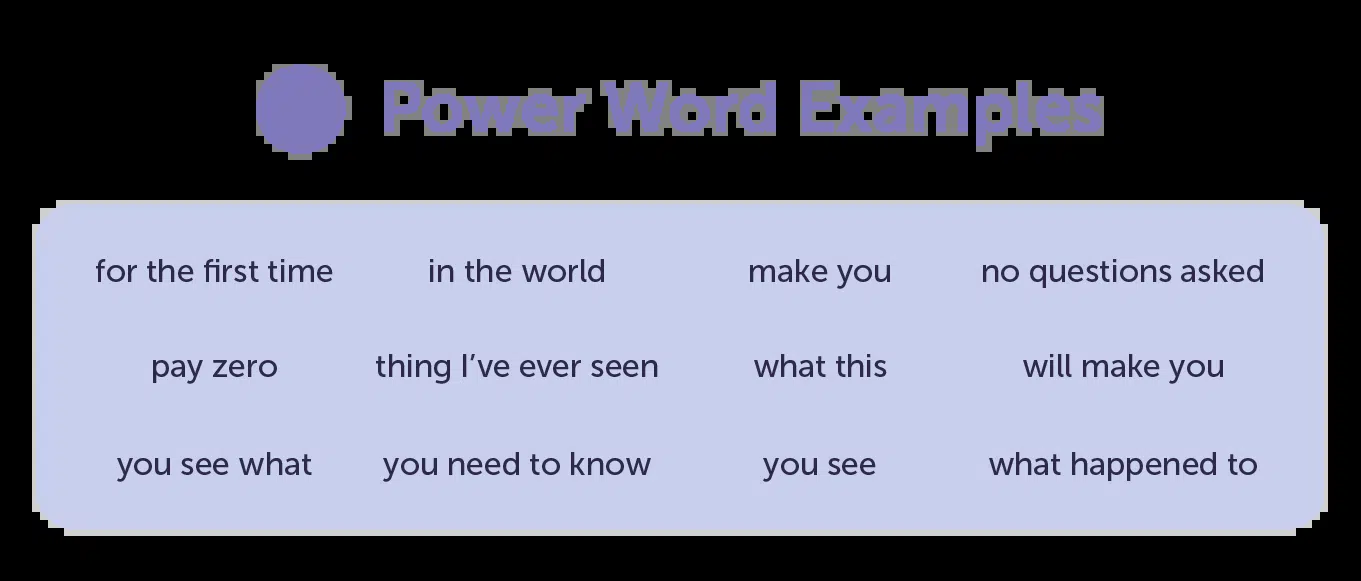 Power Word Examples
for the first time in the world make you no questions asked
pay zero thing I’ve ever seen what this will make you
you see what you need to know you see what happened to